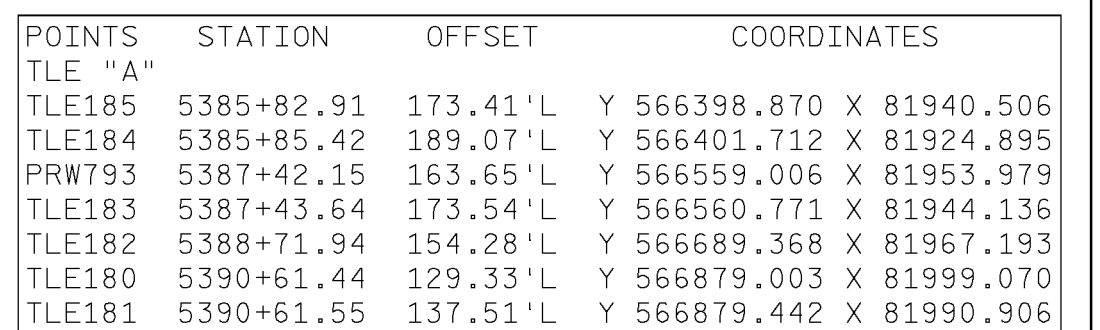 POINTS STATION OFFSET COORDINATES
TLE "A"
TLE185 5385+82.91 173.41'L Y 566398.870 X 81940.506
TLE184 5385+85.42 189.07'L Y 566401.712 X 81924.895
PRW793 5387+42.15 163.65'L Y 566559.006 X 81953.979
TLE183 5387+43.64 173.54'L Y 566560.771 X 81944.136
TLE182 5388+71.94 154.28'L Y 566689.368 X 81967.193
TLE180 5390+61.44 129.33'L Y 566879.003 X 81999.070
TLE181 5390+61.55 137.51'L Y 566879.442 X 81990.906